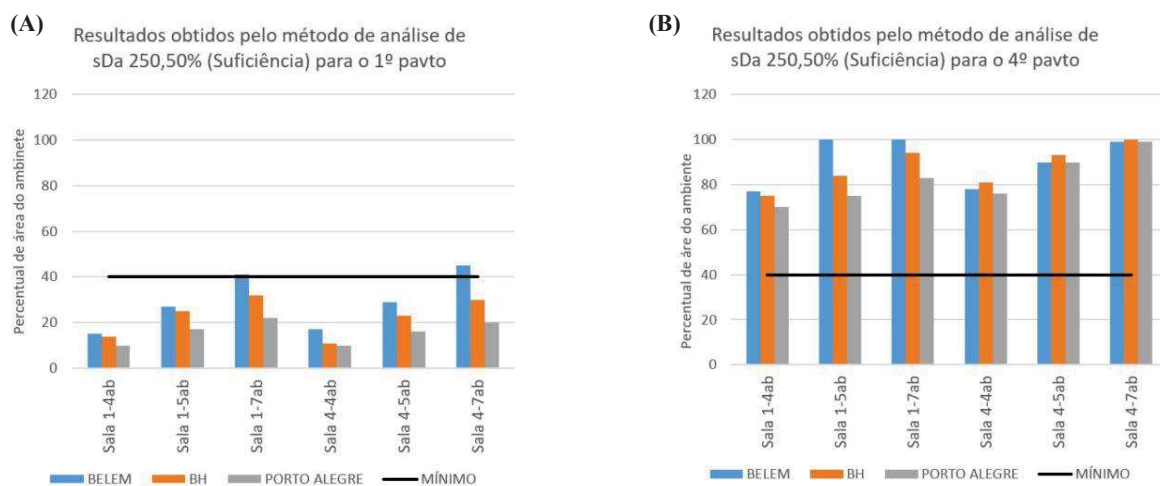 (A)
Resultados obtidos pelo método de análise de
sDa 250,50% (Suficiência) para o 1º pavto
Percentual de área do ambinete
120
100
80
60
40
20
0
Sala 1-4ab
Sala 1-5ab
Sala 1-7ab
Sala 4-4ab
Sala 4-5ab
Sala 4-7ab
BELEM BH PORTO ALEGRE MÍNIMO
(B)
Resultados obtidos pelo método de análise de
sDa 250,50% (Suficiência) para o 4º pavto
Percentual de áre do ambiente
120
100
80
60
40
20
0
Sala 1-4ab
Sala 1-5ab
Sala 1-7ab
Sala 4-4ab
Sala 4-5ab
Sala 4-7ab
BELEM BH PORTO ALEGRE MÍNIMO